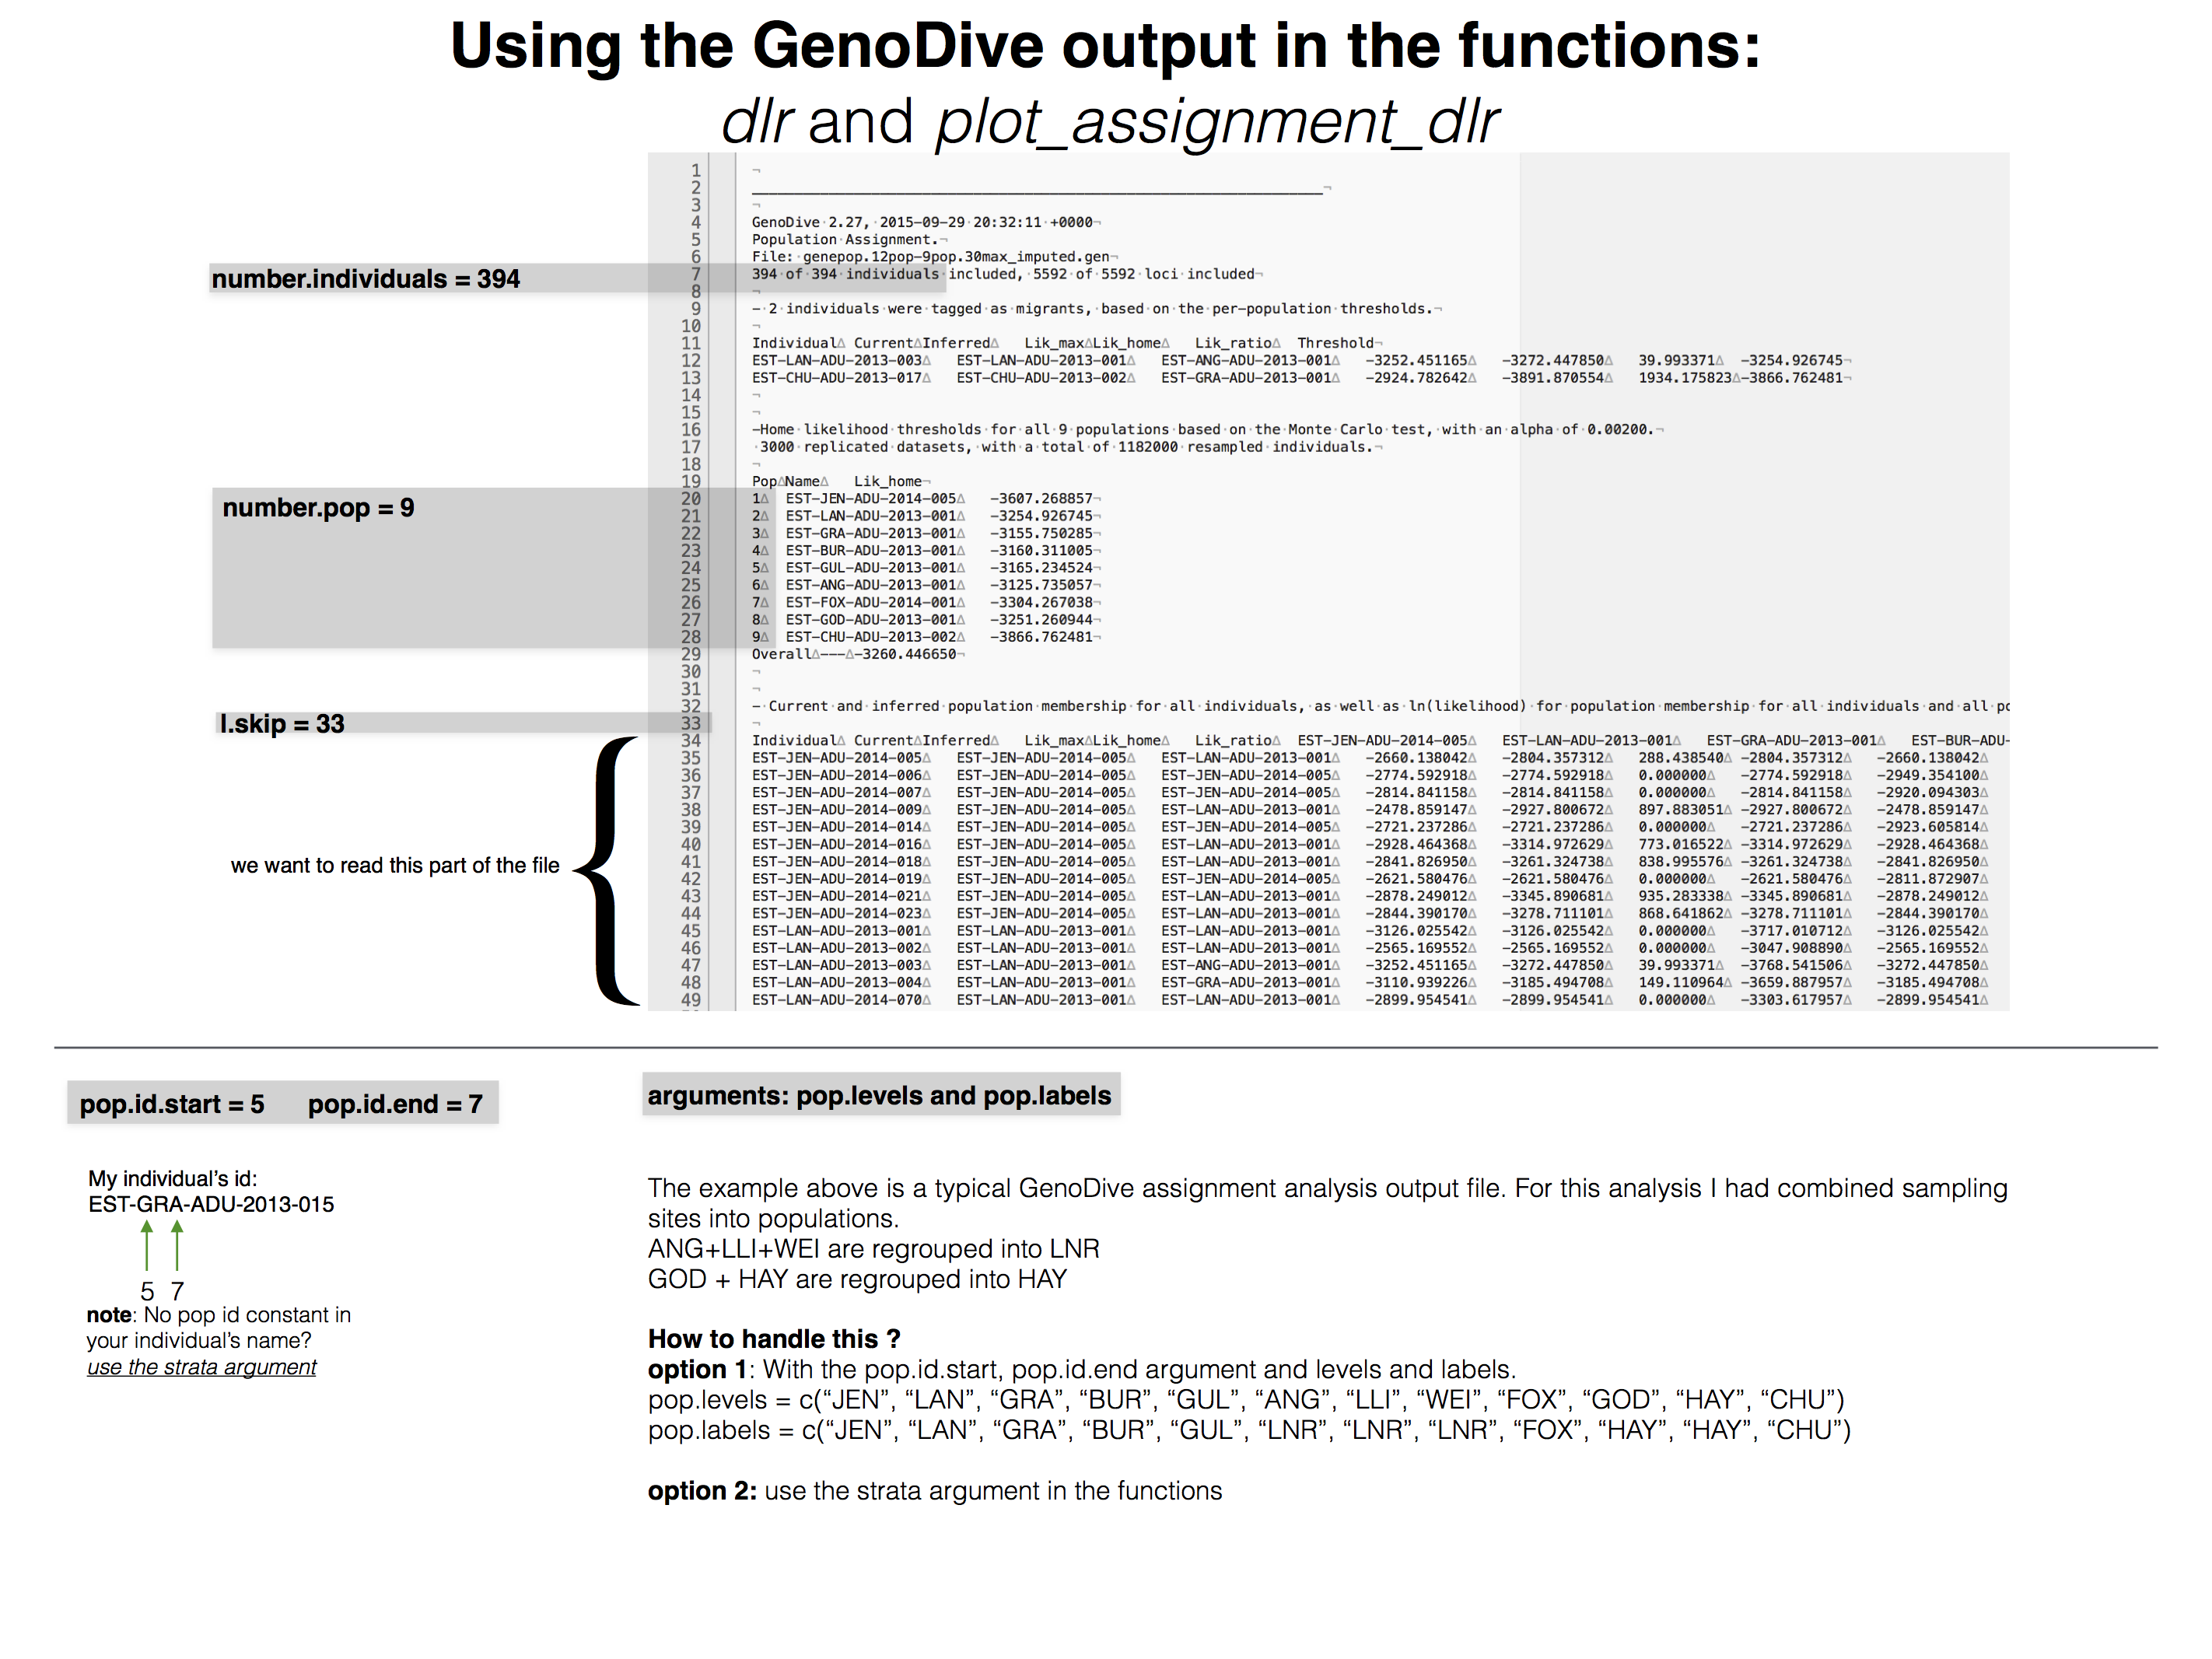 Using the GenoDive output in the functions:
dlr and plot_assignment_dlr
number.individuals = 394
number.pop = 9
l.skip = 33
we want to read this part of the file
1 ¬
2 ¬
3 ¬
4 GenoDive·2.27,·2015-09-29·20:32:11·+0000¬
5 Population·Assignment.¬
6 File:·genepop.12pop-9pop.30max_imputed.gen¬
7 394·of·394·individuals·included,·5592·of·5592·loci·included¬
8 ¬
9 -·2·individuals·were·tagged·as·migrants,·based·on·the·per-population·thresholds.¬
10 ¬
11 Individual∆ Current∆Inferred∆ Lik_max∆Lik_home∆ Lik_ratio∆ Threshold¬
12 EST-LAN-ADU-2013-003∆ EST-LAN-ADU-2013-001∆ EST-ANG-ADU-2013-001∆ -3252.451165∆ -3272.447850∆ 39.993371∆ -3254.926745¬
13 EST-CHU-ADU-2013-017∆ EST-CHU-ADU-2013-002∆ EST-GRA-ADU-2013-001∆ -2924.782642∆ -3891.870554∆ 1934.175823∆-3866.762481¬
14 ¬
15 ¬
16 -Home·likelihood·thresholds·for·all·9·populations·based·on·the·Monte·Carlo·test,·with·an·alpha·of·0.00200.¬
17 ·3000·replicated·datasets,·with·a·total·of·1182000·resampled·individuals.¬
18 ¬
19 Pop∆Name∆ Lik_home¬
20 1∆ EST-JEN-ADU-2014-005∆ -3607.268857¬
21 2∆ EST-LAN-ADU-2013-001∆ -3254.926745¬
22 3∆ EST-GRA-ADU-2013-001∆ -3155.750285¬
23 4∆ EST-BUR-ADU-2013-001∆ -3160.311005¬
24 5∆ EST-GUL-ADU-2013-001∆ -3165.234524¬
25 6∆ EST-ANG-ADU-2013-001∆ -3125.735057¬
26 7∆ EST-FOX-ADU-2014-001∆ -3304.267038¬
27 8∆ EST-GOD-ADU-2013-001∆ -3251.260944¬
28 9∆ EST-CHU-ADU-2013-002∆ -3866.762481¬
29 Overall∆---∆-3260.446650¬
30 ¬
31 ¬
32 -·Current·and·inferred·population·membership·for·all·individuals,·as·well·as·ln(likelihood)·for·population·membership·for·all·individuals·and·all·po
33 ¬
34 Individual∆ Current∆Inferred∆ Lik_max∆Lik_home∆ Lik_ratio∆ EST-JEN-ADU-2014-005∆ EST-LAN-ADU-2013-001∆ EST-GRA-ADU-2013-001∆ EST-BUR-ADU-
35 EST-JEN-ADU-2014-005∆ EST-JEN-ADU-2014-005∆ EST-LAN-ADU-2013-001∆ -2660.138042∆ -2804.357312∆ 288.438540∆ -2804.357312∆ -2660.138042∆
36 EST-JEN-ADU-2014-006∆ EST-JEN-ADU-2014-005∆ EST-JEN-ADU-2014-005∆ -2774.592918∆ -2774.592918∆ 0.000000∆ -2774.592918∆ -2949.354100∆
37 EST-JEN-ADU-2014-007∆ EST-JEN-ADU-2014-005∆ EST-JEN-ADU-2014-005∆ -2814.841158∆ -2814.841158∆ 0.000000∆ -2814.841158∆ -2920.094303∆
38 EST-JEN-ADU-2014-009∆ EST-JEN-ADU-2014-005∆ EST-LAN-ADU-2013-001∆ -2478.859147∆ -2927.800672∆ 897.883051∆ -2927.800672∆ -2478.859147∆
39 EST-JEN-ADU-2014-014∆ EST-JEN-ADU-2014-005∆ EST-JEN-ADU-2014-005∆ -2721.237286∆ -2721.237286∆ 0.000000∆ -2721.237286∆ -2923.605814∆
40 EST-JEN-ADU-2014-016∆ EST-JEN-ADU-2014-005∆ EST-LAN-ADU-2013-001∆ -2928.464368∆ -3314.972629∆ 773.016522∆ -3314.972629∆ -2928.464368∆
41 EST-JEN-ADU-2014-018∆ EST-JEN-ADU-2014-005∆ EST-LAN-ADU-2013-001∆ -2841.826950∆ -3261.324738∆ 838.995576∆ -3261.324738∆ -2841.826950∆
42 EST-JEN-ADU-2014-019∆ EST-JEN-ADU-2014-005∆ EST-JEN-ADU-2014-005∆ -2621.580476∆ -2621.580476∆ 0.000000∆ -2621.580476∆ -2811.872907∆
43 EST-JEN-ADU-2014-021∆ EST-JEN-ADU-2014-005∆ EST-LAN-ADU-2013-001∆ -2878.249012∆ -3345.890681∆ 935.283338∆ -3345.890681∆ -2878.249012∆
44 EST-JEN-ADU-2014-023∆ EST-JEN-ADU-2014-005∆ EST-LAN-ADU-2013-001∆ -2844.390170∆ -3278.711101∆ 868.641862∆ -3278.711101∆ -2844.390170∆
45 EST-LAN-ADU-2013-001∆ EST-LAN-ADU-2013-001∆ EST-LAN-ADU-2013-001∆ -3126.025542∆ -3126.025542∆ 0.000000∆ -3717.010712∆ -3126.025542∆
46 EST-LAN-ADU-2013-002∆ EST-LAN-ADU-2013-001∆ EST-LAN-ADU-2013-001∆ -2565.169552∆ -2565.169552∆ 0.000000∆ -3047.908890∆ -2565.169552∆
47 EST-LAN-ADU-2013-003∆ EST-LAN-ADU-2013-001∆ EST-ANG-ADU-2013-001∆ -3252.451165∆ -3272.447850∆ 39.993371∆ -3768.541506∆ -3272.447850∆
48 EST-LAN-ADU-2013-004∆ EST-LAN-ADU-2013-001∆ EST-GRA-ADU-2013-001∆ -3110.939226∆ -3185.494708∆ 149.110964∆ -3659.887957∆ -3185.494708∆
49 EST-LAN-ADU-2014-070∆ EST-LAN-ADU-2013-001∆ EST-LAN-ADU-2013-001∆ -2899.954541∆ -2899.954541∆ 0.000000∆ -3303.617957∆ -2899.954541∆
pop.id.start = 5 pop.id.end = 7
My individual’s id:
EST-GRA-ADU-2013-015
5 7
note: No pop id constant in
your individual’s name?
use the strata argument
arguments: pop.levels and pop.labels
The example above is a typical GenoDive assignment analysis output file. For this analysis I had combined sampling
sites into populations.
ANG+LLI+WEI are regrouped into LNR
GOD + HAY are regrouped into HAY
How to handle this ?
option 1: With the pop.id.start, pop.id.end argument and levels and labels.
pop.levels = c(“JEN”, “LAN”, “GRA”, “BUR”, “GUL”, “ANG”, “LLI”, “WEI”, “FOX”, “GOD”, “HAY”, “CHU”)
pop.labels = c(“JEN”, “LAN”, “GRA”, “BUR”, “GUL”, “LNR”, “LNR”, “LNR”, “FOX”, “HAY”, “HAY”, “CHU”)
option 2: use the strata argument in the functions